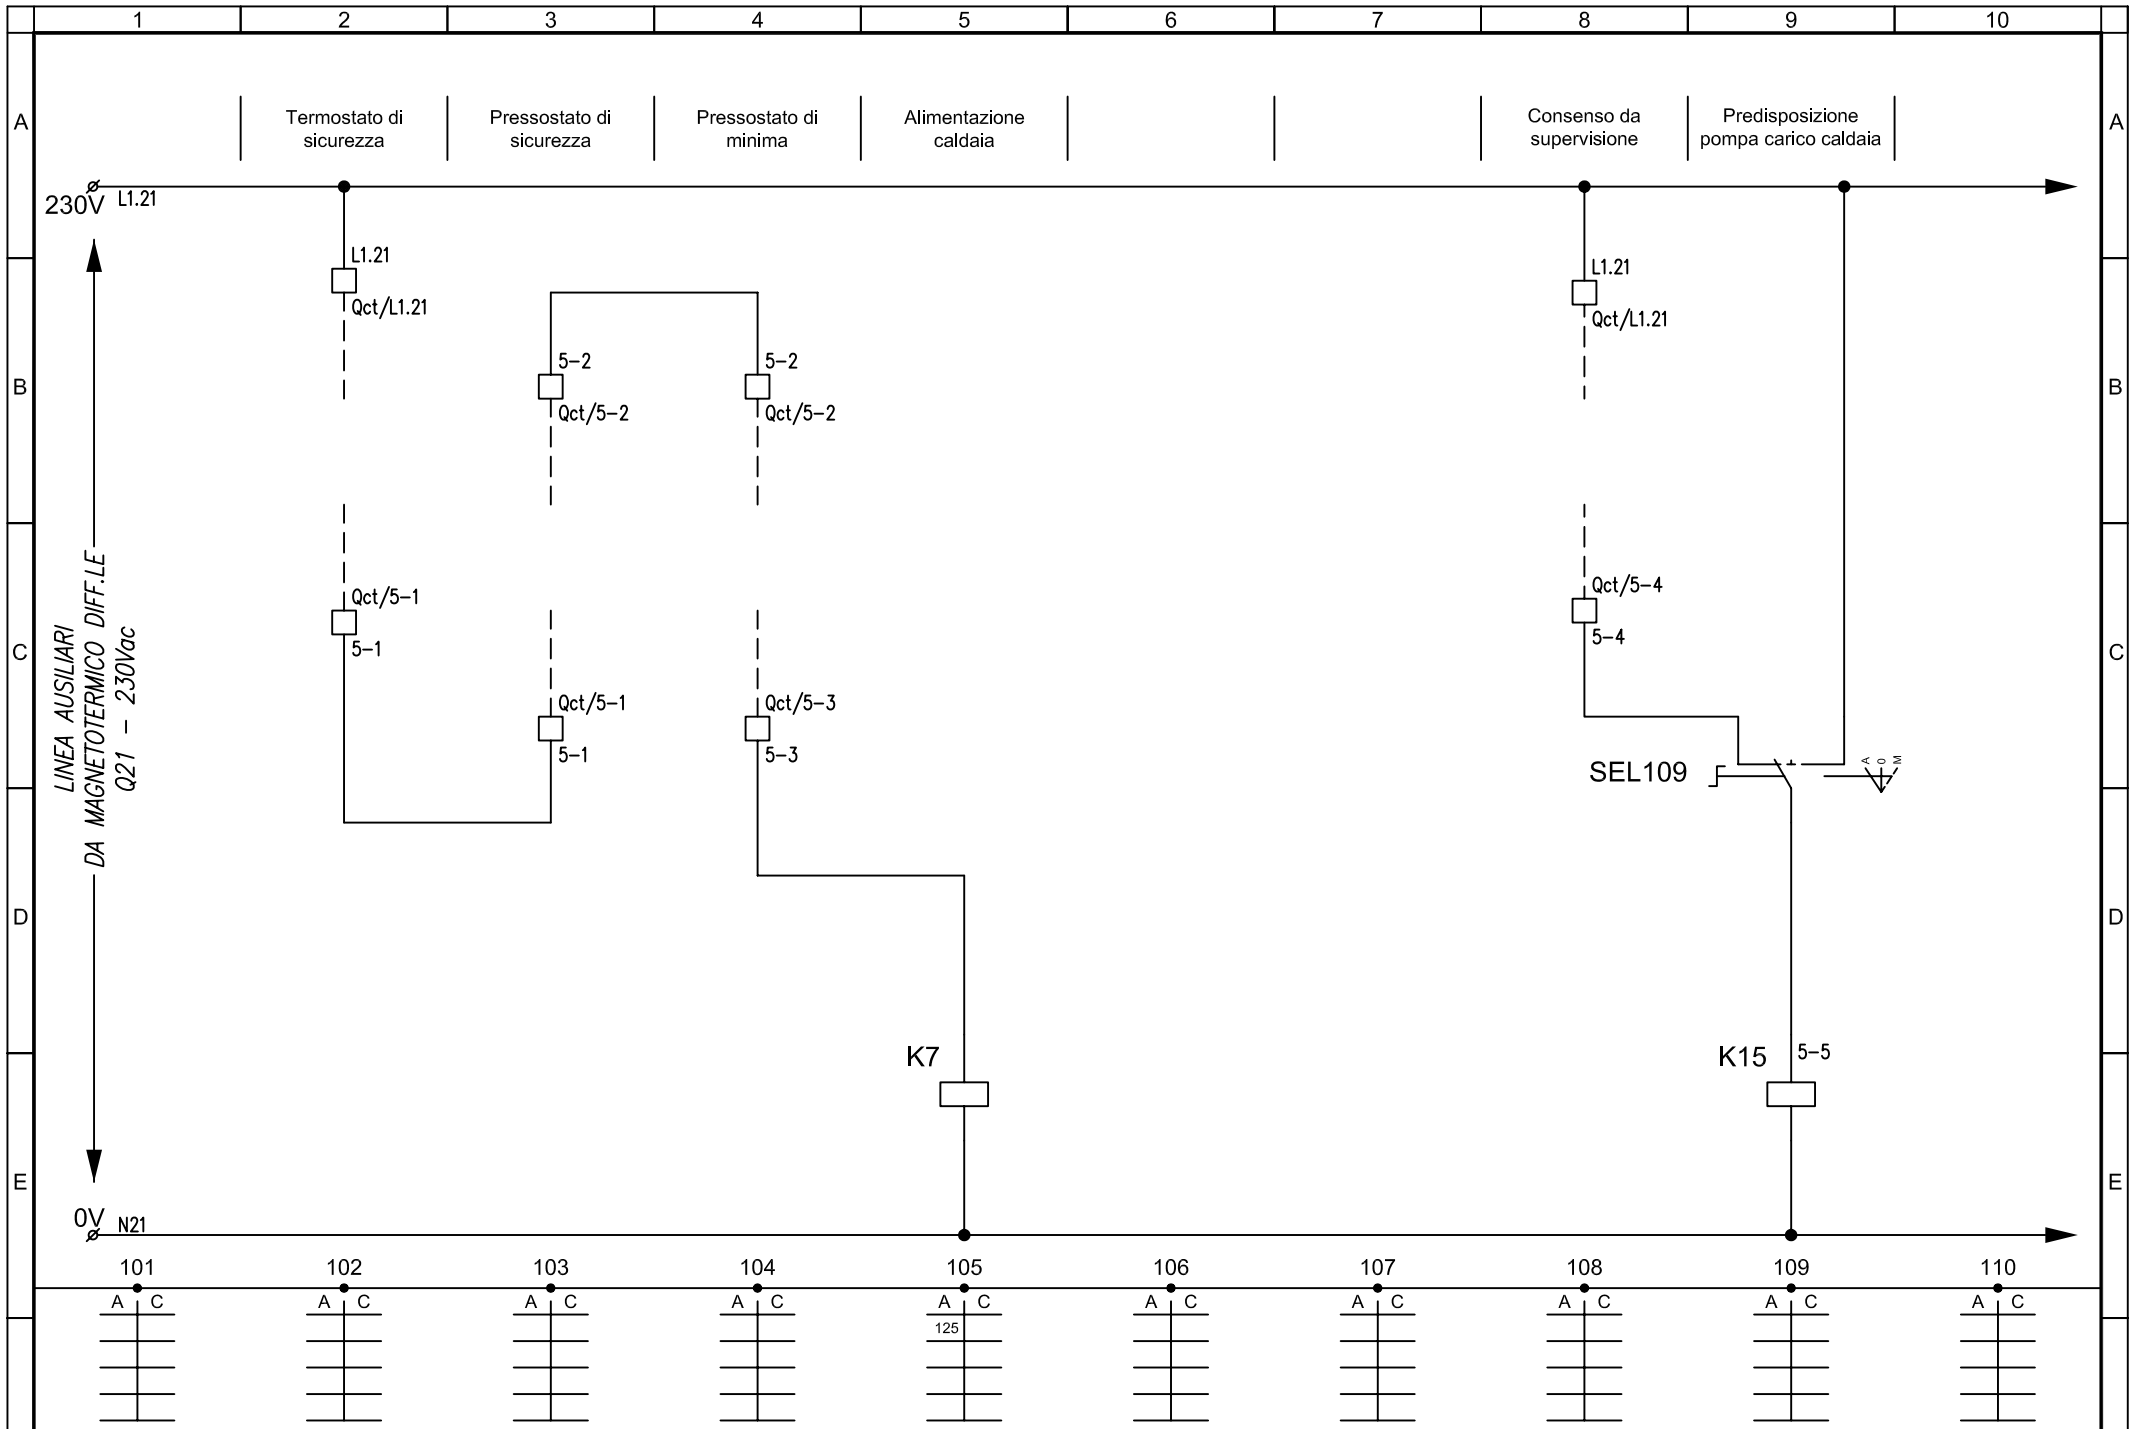 1 2 3 4 5 6 7 8 9 10
A A
Termostato di
sicurezza
Pressostato di
sicurezza
Pressostato di
minima
Alimentazione
caldaia
Consenso da
supervisione
Predisposizione
pompa carico caldaia
230V L1.21
L1.21
Qct/L1.21
L1.21
Qct/L1.21
B B
5-2
Qct/5-2
5-2
Qct/5-2
LINEA AUSILIARI
DA MAGNETOTERMICO DIFF.LE
Q21 - 230Vac
C C
Qct/5-1
5-1
Qct/5-1
5-1
Qct/5-3
5-3
Qct/5-4
5-4
SEL109
A 0 M
D D
K7
K15 5-5
E E
0V N21
101 102 103 104 105 106 107 108 109 110
A C A C A C A C A C A C A C A C A C A C
125